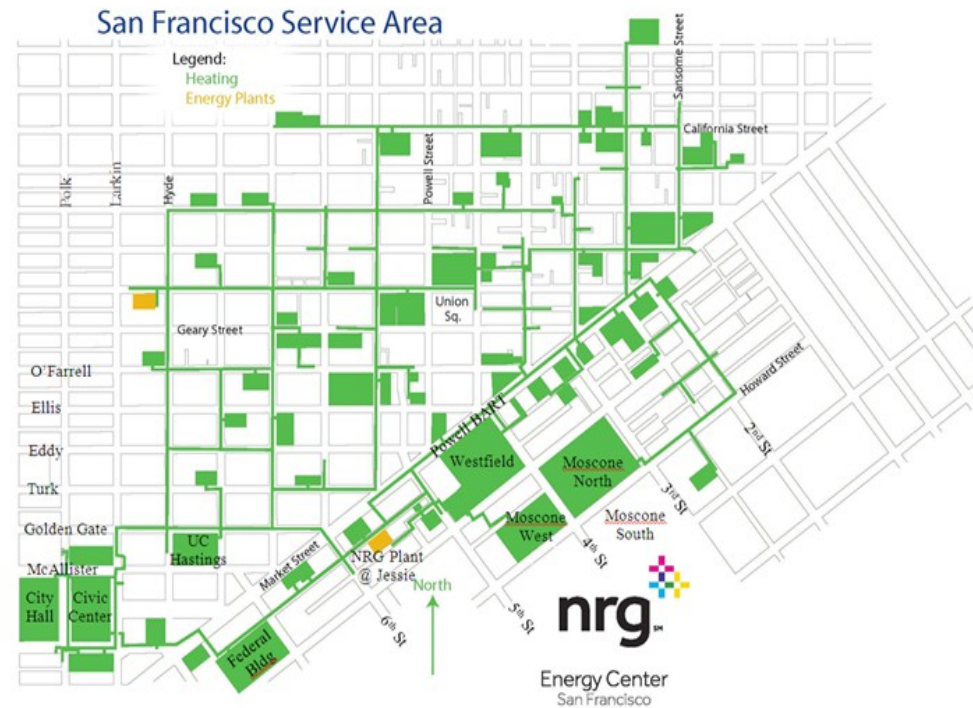 San Francisco Service Area
Legend:
Heating
Energy Plants
Sansome Street
California Street
Polk
Larkin
Hyde
Powell Street
Union
Sq.
Geary Street
O'Farrell
Ellis
Eddy
Turk
Golden Gate
McAllister
City
Hall
Civic
Center
UC
Hastings
Market Street
Federal
Bldg
NRG Plant
@ Jessie
North
Powell BART
Westfield
Moscone
North
Moscone
West
Moscone
South
Howard Street
2nd St
3rd St
4th St
5th St
6th St
nrg
SM
Energy Center
San Francisco